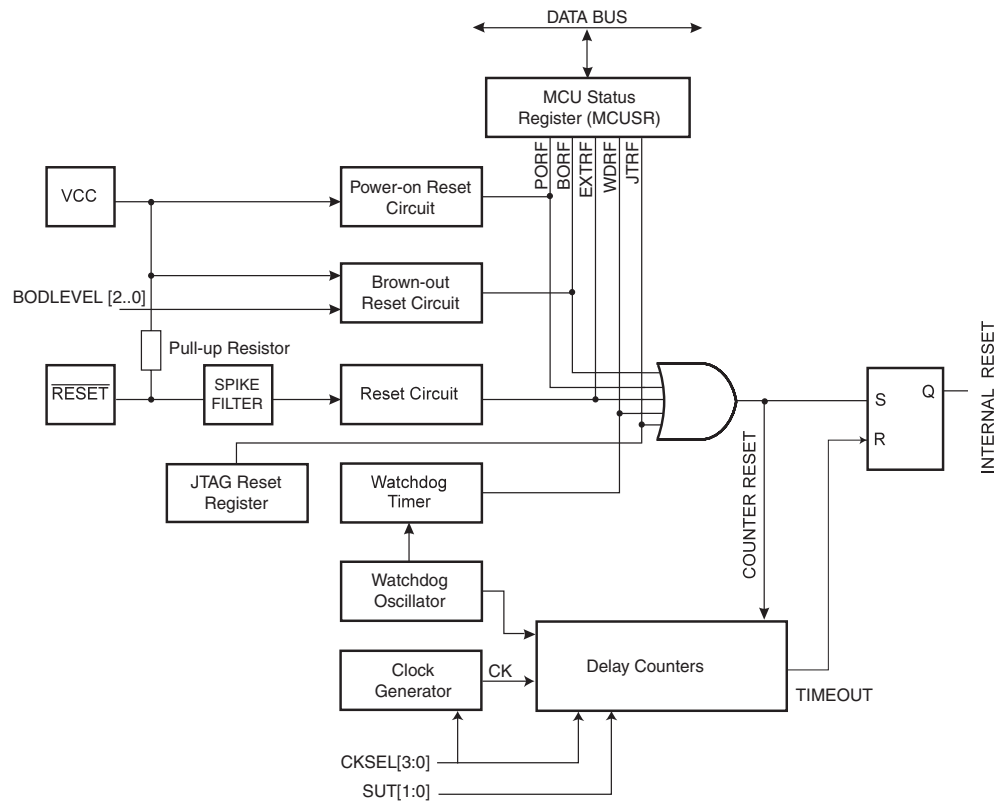 DATA BUS
MCU Status
Register (MCUSR)
PORF
BORF
EXTRF
WDRF
JTRF
VCC
Power-on Reset
Circuit
BODLEVEL [2..0]
Brown-out
Reset Circuit
Pull-up Resistor
RESET
SPIKE
FILTER
Reset Circuit
JTAG Reset
Register
Watchdog
Timer
Watchdog
Oscillator
Clock
Generator
CK
CKSEL[3:0]
SUT[1:0]
Delay Counters
COUNTER RESET
TIMEOUT
S
R
Q
INTERNAL RESET